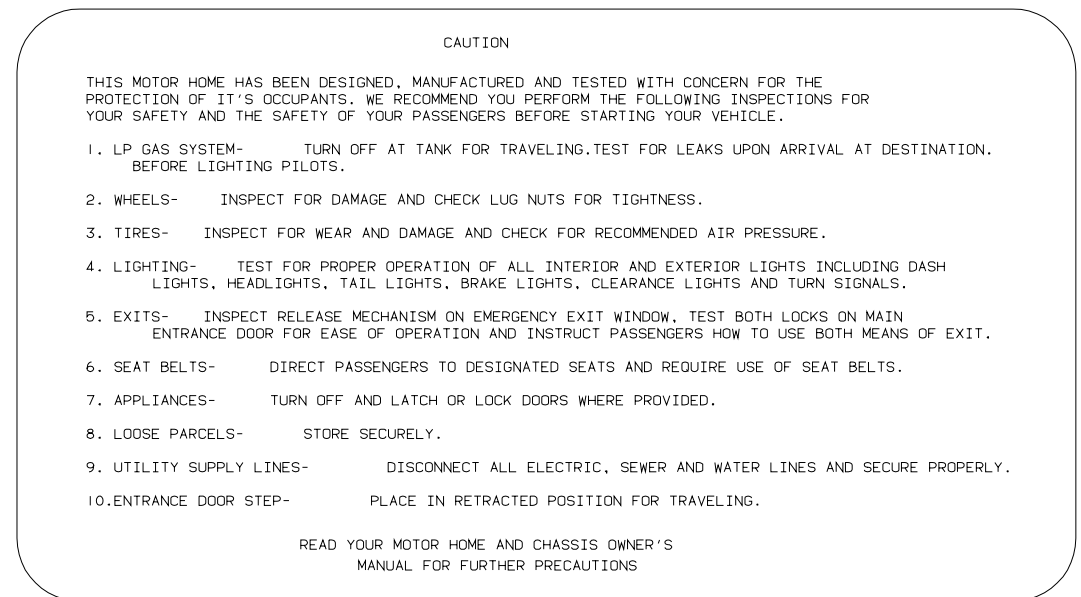 CAUTION
THIS MOTOR HOME HAS BEEN DESIGNED, MANUFACTURED AND TESTED WITH CONCERN FOR THE
PROTECTION OF IT'S OCCUPANTS. WE RECOMMEND YOU PERFORM THE FOLLOWING INSPECTIONS FOR
YOUR SAFETY AND THE SAFETY OF YOUR PASSENGERS BEFORE STARTING YOUR VEHICLE.
1. LP GAS SYSTEM- TURN OFF AT TANK FOR TRAVELING.TEST FOR LEAKS UPON ARRIVAL AT DESTINATION.
BEFORE LIGHTING PILOTS.
2. WHEELS- INSPECT FOR DAMAGE AND CHECK LUG NUTS FOR TIGHTNESS.
3. TIRES- INSPECT FOR WEAR AND DAMAGE AND CHECK FOR RECOMMENDED AIR PRESSURE.
4. LIGHTING- TEST FOR PROPER OPERATION OF ALL INTERIOR AND EXTERIOR LIGHTS INCLUDING DASH
LIGHTS, HEADLIGHTS, TAIL LIGHTS, BRAKE LIGHTS, CLEARANCE LIGHTS AND TURN SIGNALS.
5. EXITS- INSPECT RELEASE MECHANISM ON EMERGENCY EXIT WINDOW, TEST BOTH LOCKS ON MAIN
ENTRANCE DOOR FOR EASE OF OPERATION AND INSTRUCT PASSENGERS HOW TO USE BOTH MEANS OF EXIT.
6. SEAT BELTS- DIRECT PASSENGERS TO DESIGNATED SEATS AND REQUIRE USE OF SEAT BELTS.
7. APPLIANCES- TURN OFF AND LATCH OR LOCK DOORS WHERE PROVIDED.
8. LOOSE PARCELS- STORE SECURELY.
9. UTILITY SUPPLY LINES- DISCONNECT ALL ELECTRIC, SEWER AND WATER LINES AND SECURE PROPERLY.
10.ENTRANCE DOOR STEP- PLACE IN RETRACTED POSITION FOR TRAVELING.
READ YOUR MOTOR HOME AND CHASSIS OWNER'S
MANUAL FOR FURTHER PRECAUTIONS